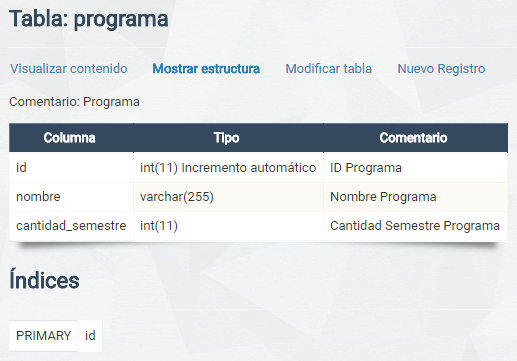 Tabla: programa
Visualizar contenido Mostrar estructura Modificar tabla Nuevo Registro
Comentario: Programa
Columna Tipo Comentario
id int(11) Incremento automático ID Programa
nombre varchar(255) Nombre Programa
cantidad_semestre int(11) Cantidad Semestre Programa
Índices
PRIMARY id